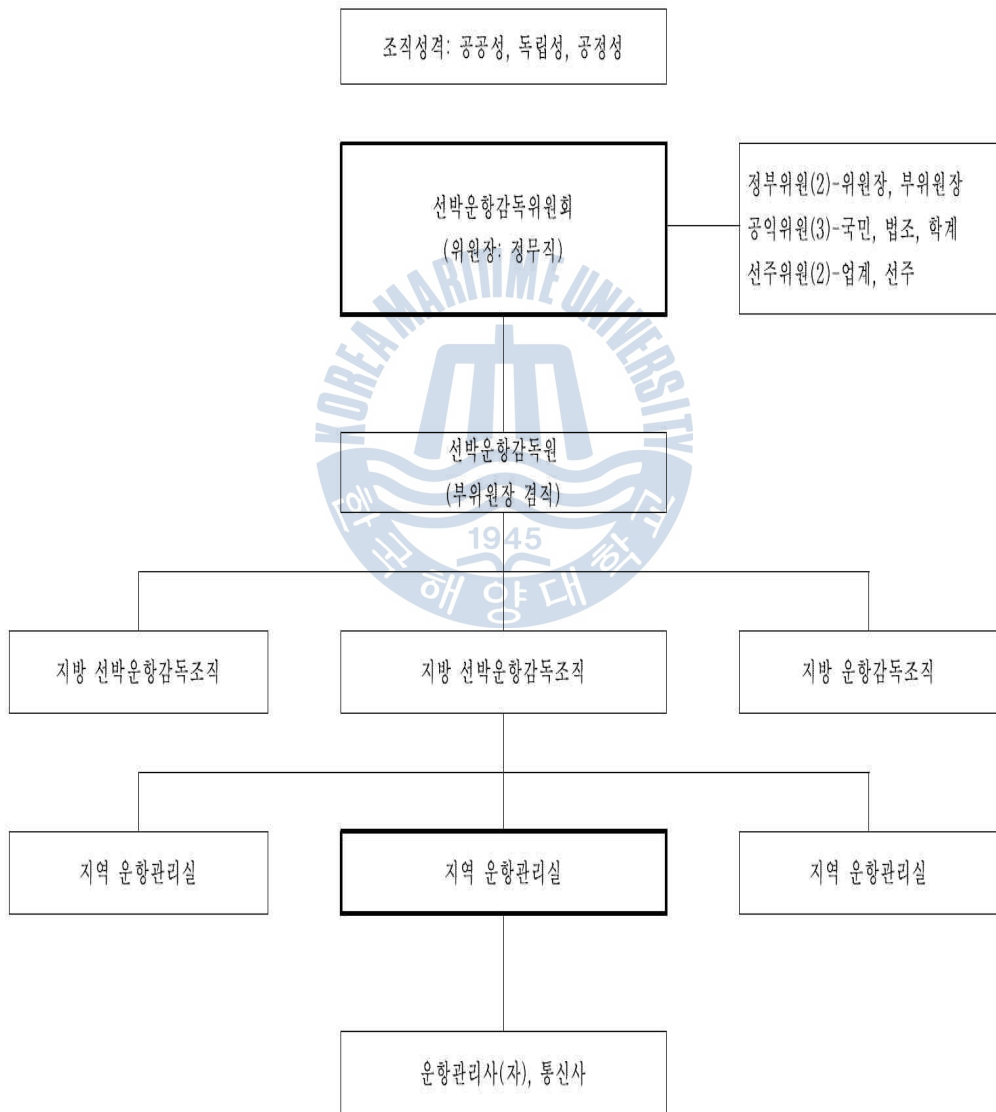 조직성격: 공공성, 독립성, 공정성
선박운항감독위원회
(위원장: 정무직)
정부위원(2)-위원장, 부위원장
공익위원(3)-국민, 법조, 학계
선주위원(2)-업계, 선주
KOREA MARITIME UNIVERSITY
선박운항감독원
(부위원장 겸직)
1945
한국해양대학교
지방 선박운항감독조직
지방 선박운항감독조직
지방 운항감독조직
지역 운항관리실
지역 운항관리실
지역 운항관리실
운항관리사(자), 통신사